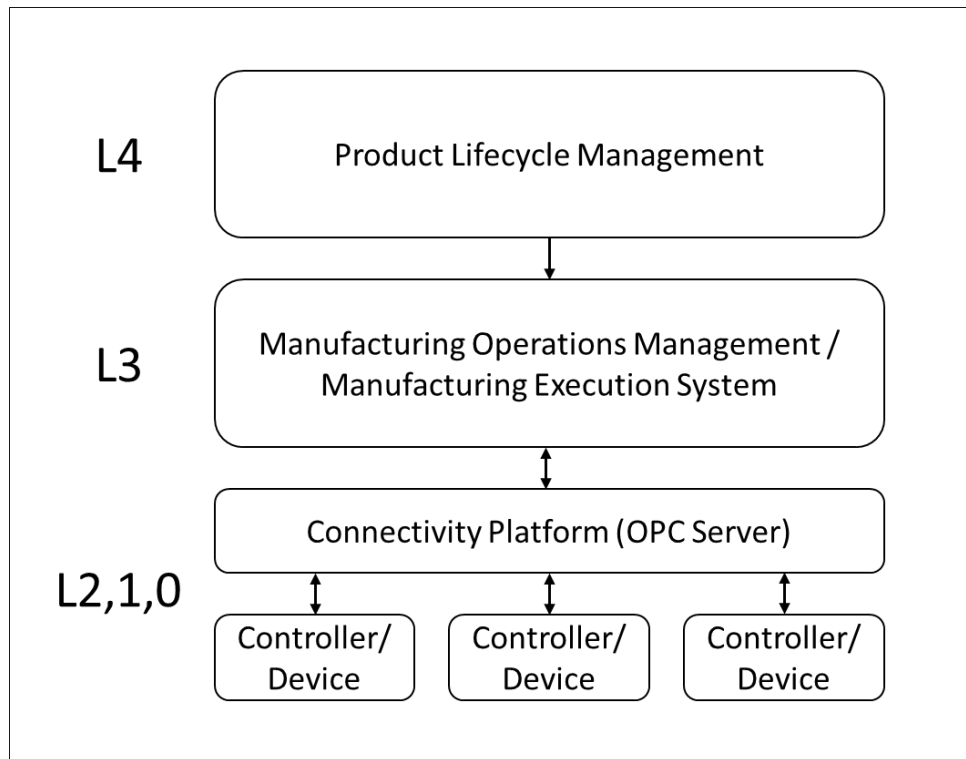 L4
Product Lifecycle Management
L3
Manufacturing Operations Management /
Manufacturing Execution System
Connectivity Platform (OPC Server)
L2,1,0
Controller/
Device
Controller/
Device
Controller/
Device